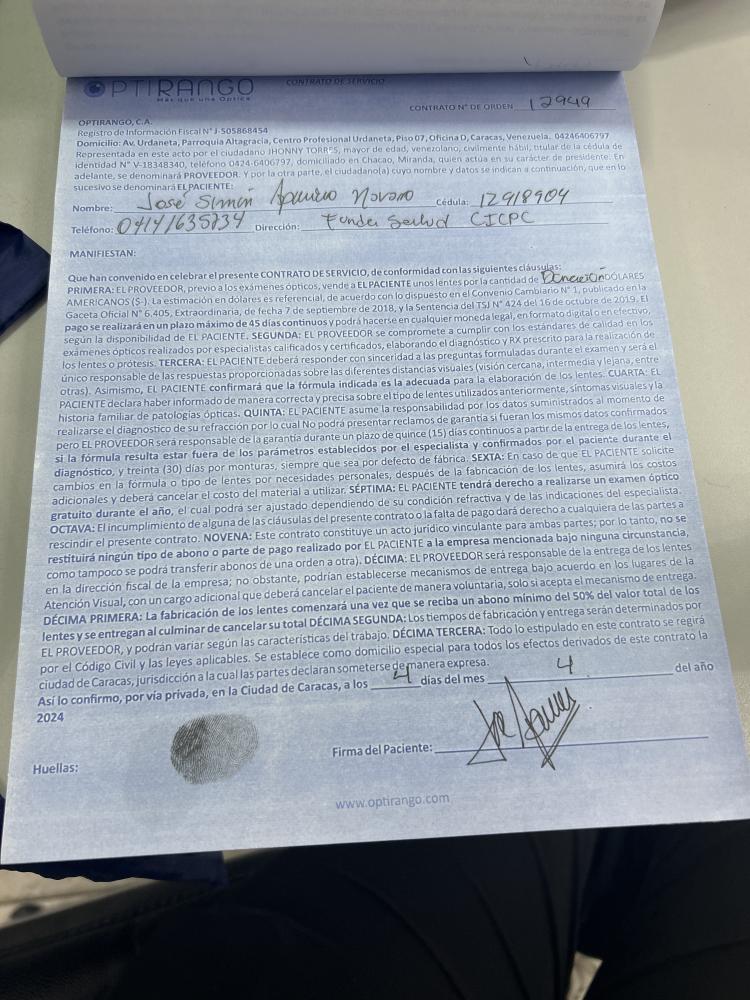 OPTIRANGO
Más que una Óptica
CONTRATO DE SERVICIO
CONTRATO N° DE ORDEN 12949
OPTIRANGO, C.A.
Registro de Información Fiscal N° J-505868454
Domicilio: Av, Urdaneta, Parroquia Altagracia, Centro Profesional Urdaneta, Piso 07, Oficina D, Caracas, Venezuela. 04246406797
Representada en este acto por el ciudadano JHONNY TORRES, mayor de edad, venezolano, civilmente hábil, titular de la cédula de
identidad N° V-18348340, teléfono 0424-6406797, domiciliado en Chacao, Miranda, quien actúa en su carácter de presidente. En
adelante, se denominará PROVEEDOR. Y por la otra parte, el ciudadano(a) cuyo nombre y datos se indican a continuación, que en lo
sucesivo se denominará EL PACIENTE:
Nombre: José Simón Aparicio Cédula: 12918904
Teléfono: 04141635734 Dirección: Funda Salud CICPC
MANIFIESTAN:
Que han convenido en celebrar el presente CONTRATO DE SERVICIO, de conformidad con las siguientes cláusulas:
PRIMERA: EL PROVEEDOR, previo a los exámenes ópticos, vende a EL PACIENTE unos lentes por la cantidad de Donación DÓLARES
AMERICANOS ($-). La estimación en dólares es referencial, de acuerdo con lo dispuesto en el Convenio Cambiario N° 1, publicado en la
Gaceta Oficial N° 6.405, Extraordinaria, de fecha 7 de septiembre de 2018, y la Sentencia del TSJ N° 424 del 16 de octubre de 2019. El
pago se realizará en un plazo máximo de 45 días continuos y podrá hacerse en cualquier moneda legal, en formato digital o en efectivo,
según la disponibilidad de EL PACIENTE. SEGUNDA: EL PROVEEDOR se compromete a cumplir con los estándares de calidad en los
exámenes ópticos realizados por especialistas calificados y certificados, elaborando el diagnóstico y RX prescrito para la realización de
los lentes o prótesis. TERCERA: EL PACIENTE deberá responder con sinceridad a las preguntas formuladas durante el examen y será el
único responsable de las respuestas proporcionadas sobre las diferentes distancias visuales (visión cercana, intermedia y lejana, entre
otras). Asimismo, EL PACIENTE confirmará que la fórmula indicada es la adecuada para la elaboración de los lentes. CUARTA: EL
PACIENTE declara haber informado de manera correcta y precisa sobre el tipo de lentes utilizados anteriormente, síntomas visuales y la
historia familiar de patologías ópticas. QUINTA: EL PACIENTE asume la responsabilidad por los datos suministrados al momento de
realizarse el diagnostico de su refracción por lo cual No podrá presentar reclamos de garantía si fueran los mismos datos confirmados
pero EL PROVEEDOR será responsable de la garantía durante un plazo de quince (15) días continuos a partir de la entrega de los lentes,
si la fórmula resulta estar fuera de los parámetros establecidos por el especialista y confirmados por el paciente durante el
diagnóstico, y treinta (30) días por monturas, siempre que sea por defecto de fábrica. SEXTA: En caso de que EL PACIENTE solicite
cambios en la fórmula o tipo de lentes por necesidades personales, después de la fabricación de los lentes, asumirá los costos
adicionales y deberá cancelar el costo del material a utilizar. SÉPTIMA: EL PACIENTE tendrá derecho a realizarse un examen óptico
gratuito durante el año, el cual podrá ser ajustado dependiendo de su condición refractiva y de las indicaciones del especialista.
OCTAVA: El incumplimiento de alguna de las cláusulas del presente contrato o la falta de pago dará derecho a cualquiera de las partes a
rescindir el presente contrato. NOVENA: Este contrato constituye un acto jurídico vinculante para ambas partes; por lo tanto, no se
restituirá ningún tipo de abono o parte de pago realizado por EL PACIENTE a la empresa mencionada bajo ninguna circunstancia,
como tampoco se podrá transferir abonos de una orden a otra). DÉCIMA: EL PROVEEDOR será responsable de la entrega de los lentes
en la dirección fiscal de la empresa; no obstante, podrían establecerse mecanismos de entrega bajo acuerdo en los lugares de la
Atención Visual, con un cargo adicional que deberá cancelar el paciente de manera voluntaria, solo si acepta el mecanismo de entrega.
DÉCIMA PRIMERA: La fabricación de los lentes comenzará una vez que se reciba un abono mínimo del 50% del valor total de los
lentes y se entregan al culminar de cancelar su total DÉCIMA SEGUNDA: Los tiempos de fabricación y entrega serán determinados por
EL PROVEEDOR, y podrán variar según las características del trabajo. DÉCIMA TERCERA: Todo lo estipulado en este contrato se regirá
por el Código Civil y las leyes aplicables. Se establece como domicilio especial para todos los efectos derivados de este contrato la
ciudad de Caracas, jurisdicción a la cual las partes declaran someterse de manera expresa.
Así lo confirmo, por vía privada, en la Ciudad de Caracas, a los 4 días del mes 4 del año
2024
Huellas:
Firma del Paciente:
www.optirango.com